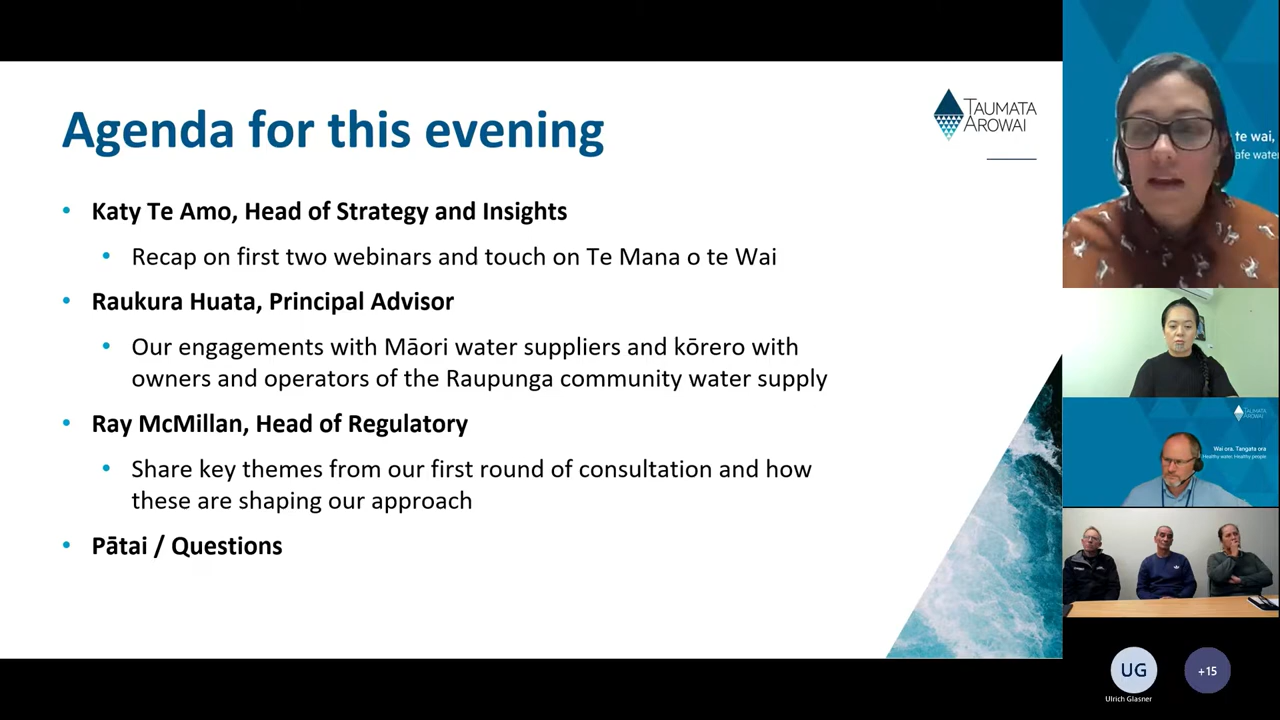 Agenda for this evening
TAUMATA
AROWAI
• Katy Te Amo, Head of Strategy and Insights
• Recap on first two webinars and touch on Te Mana o te Wai
• Raukura Huata, Principal Advisor
• Our engagements with Māori water suppliers and kōrero with
owners and operators of the Raupunga community water supply
• Ray McMillan, Head of Regulatory
• Share key themes from our first round of consultation and how
these are shaping our approach
• Pātai / Questions
te wai,
afe water
TAUMATA
AROWAI
Wai ora. Tangata ora
Healthy water. Healthy people
UG
+15
Ulrich Glasner